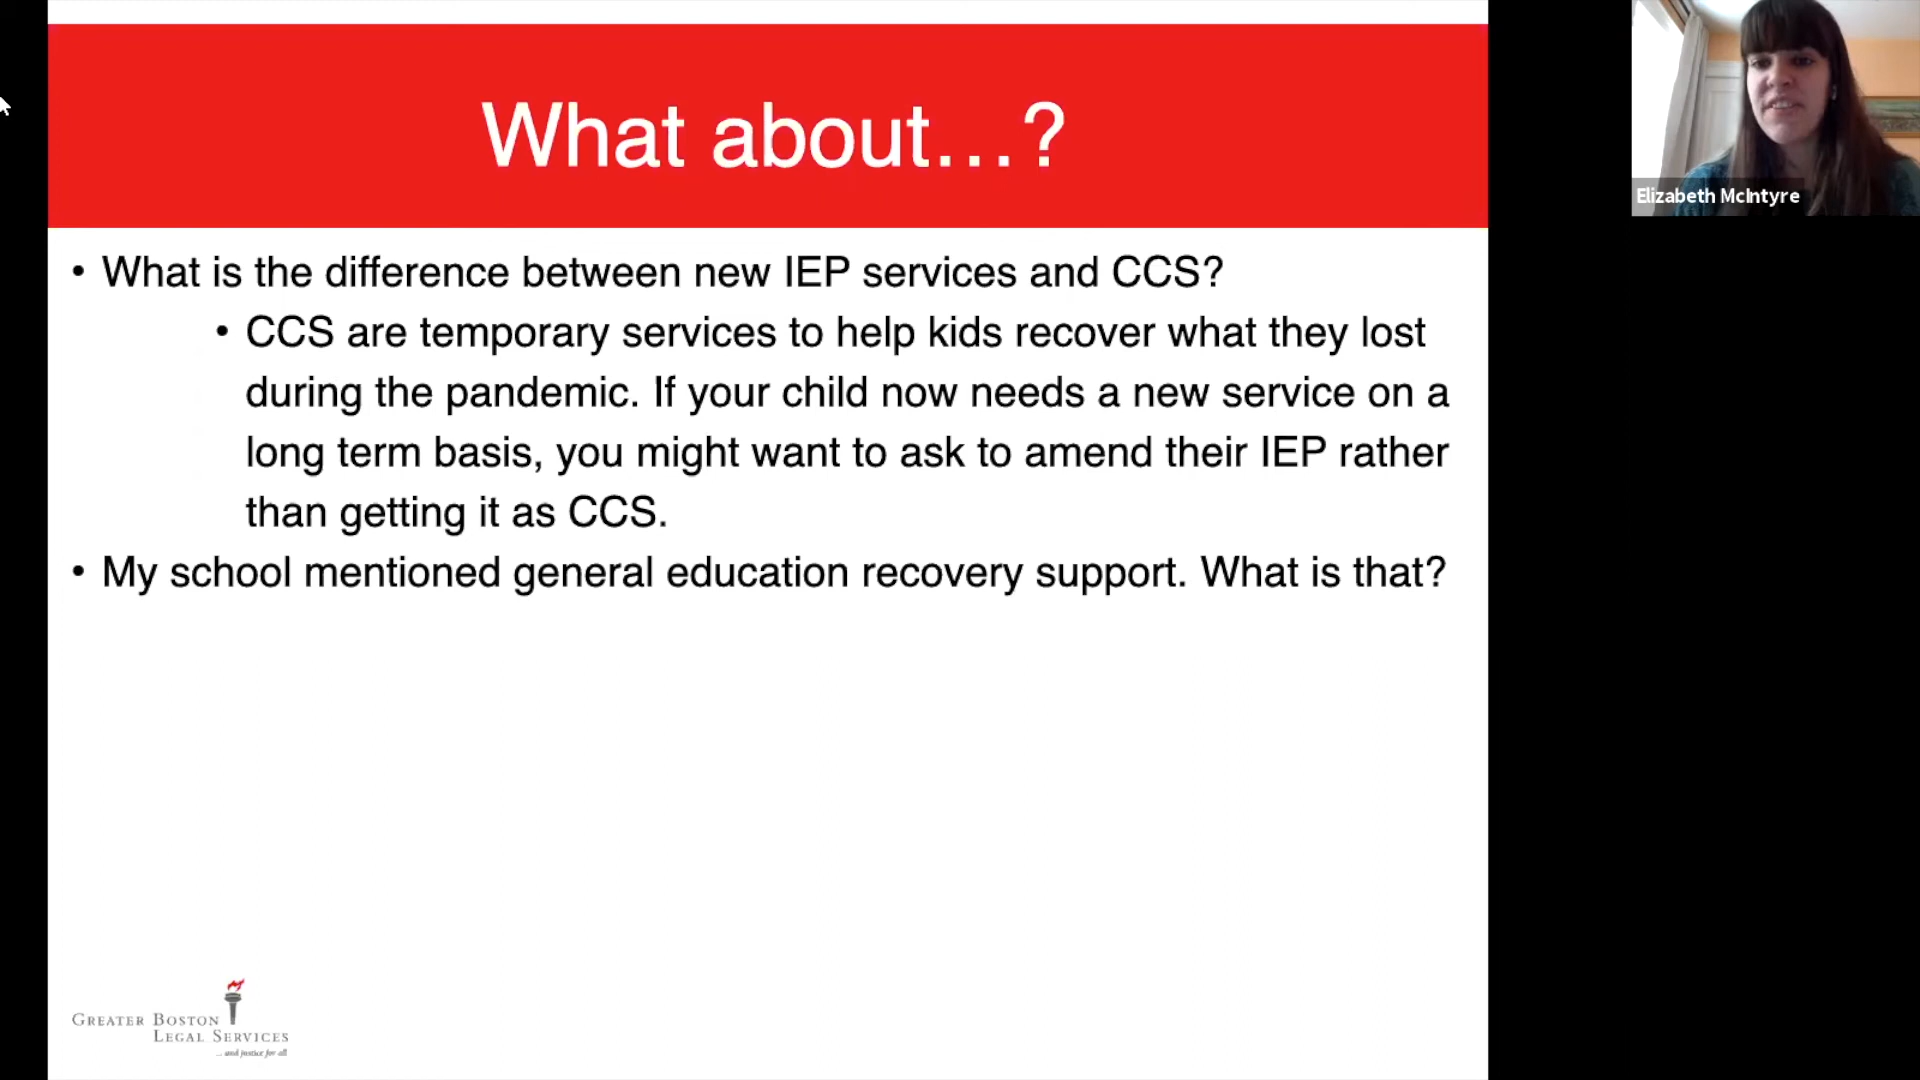 What about…?
Elizabeth McIntyre
• What is the difference between new IEP services and CCS?
• CCS are temporary services to help kids recover what they lost
during the pandemic. If your child now needs a new service on a
long term basis, you might want to ask to amend their IEP rather
than getting it as CCS.
• My school mentioned general education recovery support. What is that?
GREATER BOSTON
LEGAL SERVICES
... and justice for all